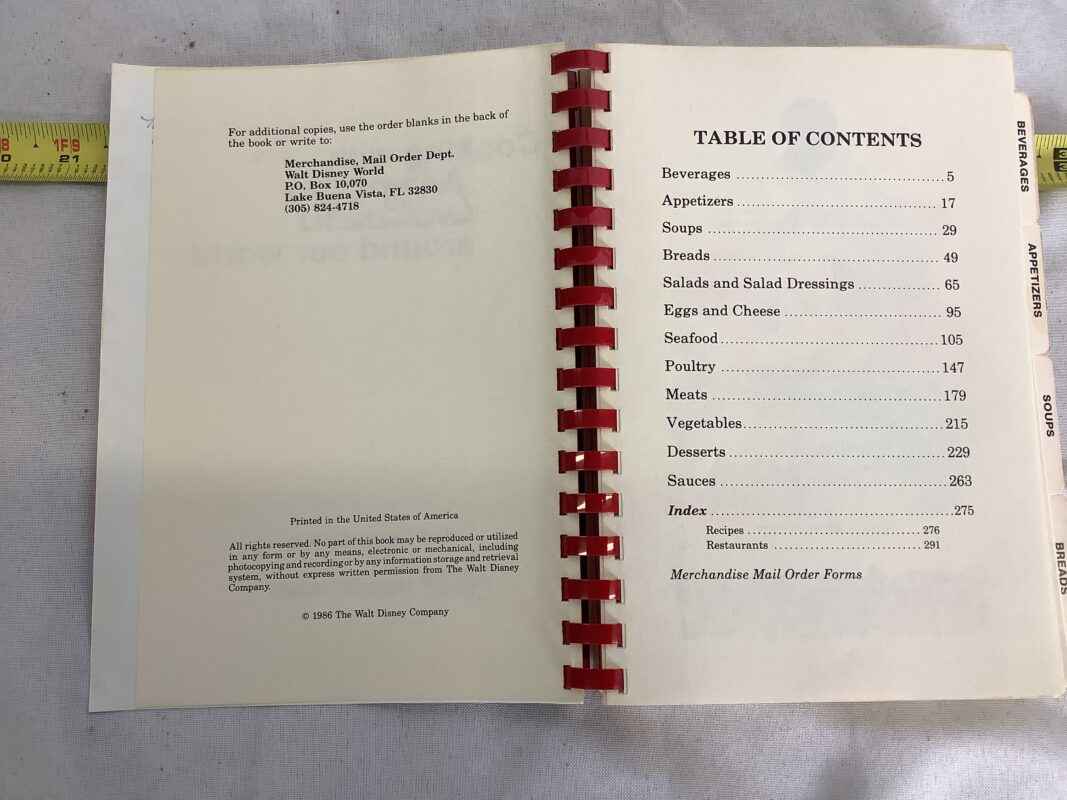 For additional copies, use the order blanks in the back of
the book or write to:
Merchandise, Mail Order Dept.
Walt Disney World
P.O. Box 10,070
Lake Buena Vista, FL 32830
(305) 824-4718
Printed in the United States of America
All rights reserved. No part of this book may be reproduced or utilized
in any form or by any means, electronic or mechanical, including
photocopying and recording or by any information storage and retrieval
system, without express written permission from The Walt Disney
Company.
© 1986 The Walt Disney Company
TABLE OF CONTENTS
Beverages ................................ 5
Appetizers ................................ 17
Soups ................................ 29
Breads ................................ 49
Salads and Salad Dressings ................ 65
Eggs and Cheese ........................ 95
Seafood ................................ 105
Poultry ................................ 147
Meats ................................ 179
Vegetables ................................ 215
Desserts ................................ 229
Sauces ................................ 263
Index ................................ 275
Recipes ................................ 276
Restaurants ................................ 291
Merchandise Mail Order Forms
BEVERAGES
APPETIZERS
SOUPS
BREADS
8
1F9
21